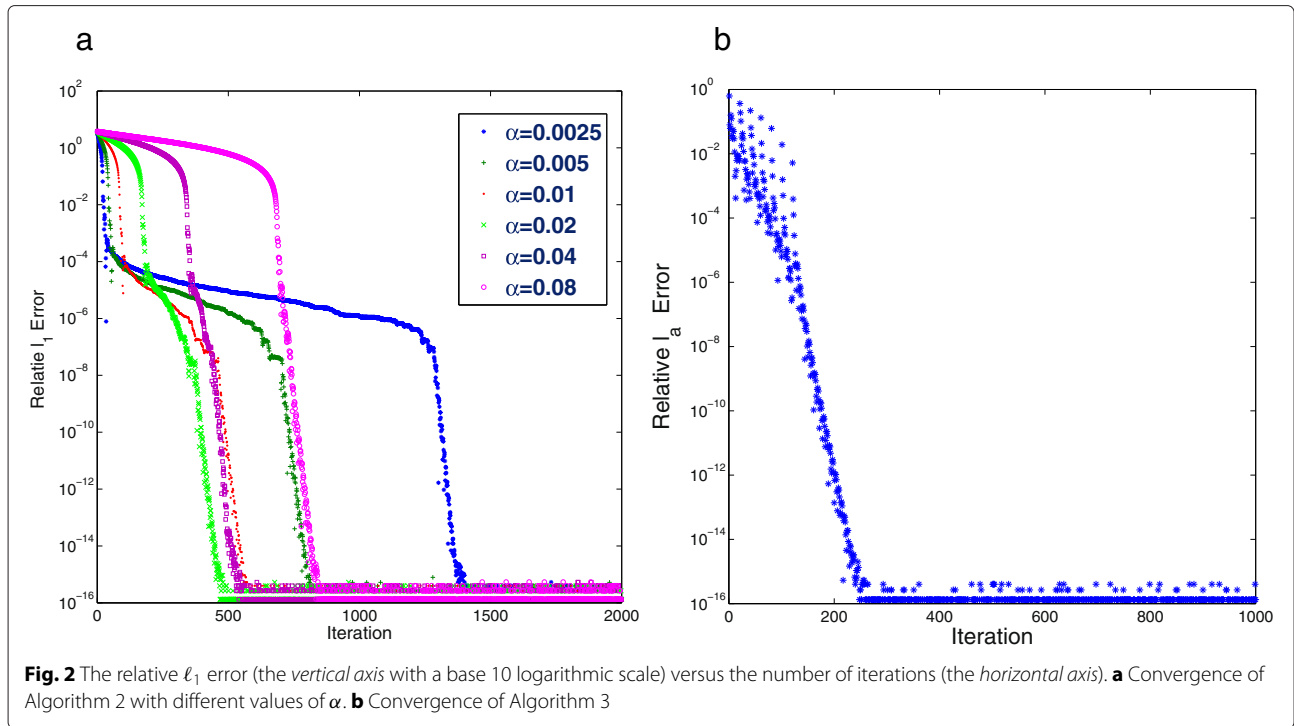 a
10^2
10^0
10^-2
10^-4
10^-6
10^-8
10^-10
10^-12
10^-14
10^-16
Relatie l_1 Error
0 500 1000 1500 2000
Iteration
α=0.0025
α=0.005
α=0.01
α=0.02
α=0.04
α=0.08
b
10^0
10^-2
10^-4
10^-6
10^-8
10^-10
10^-12
10^-14
10^-16
Relative l_a Error
0 200 400 600 800 1000
Iteration
Fig. 2 The relative ℓ_1 error (the vertical axis with a base 10 logarithmic scale) versus the number of iterations (the horizontal axis). a Convergence of
Algorithm 2 with different values of α. b Convergence of Algorithm 3